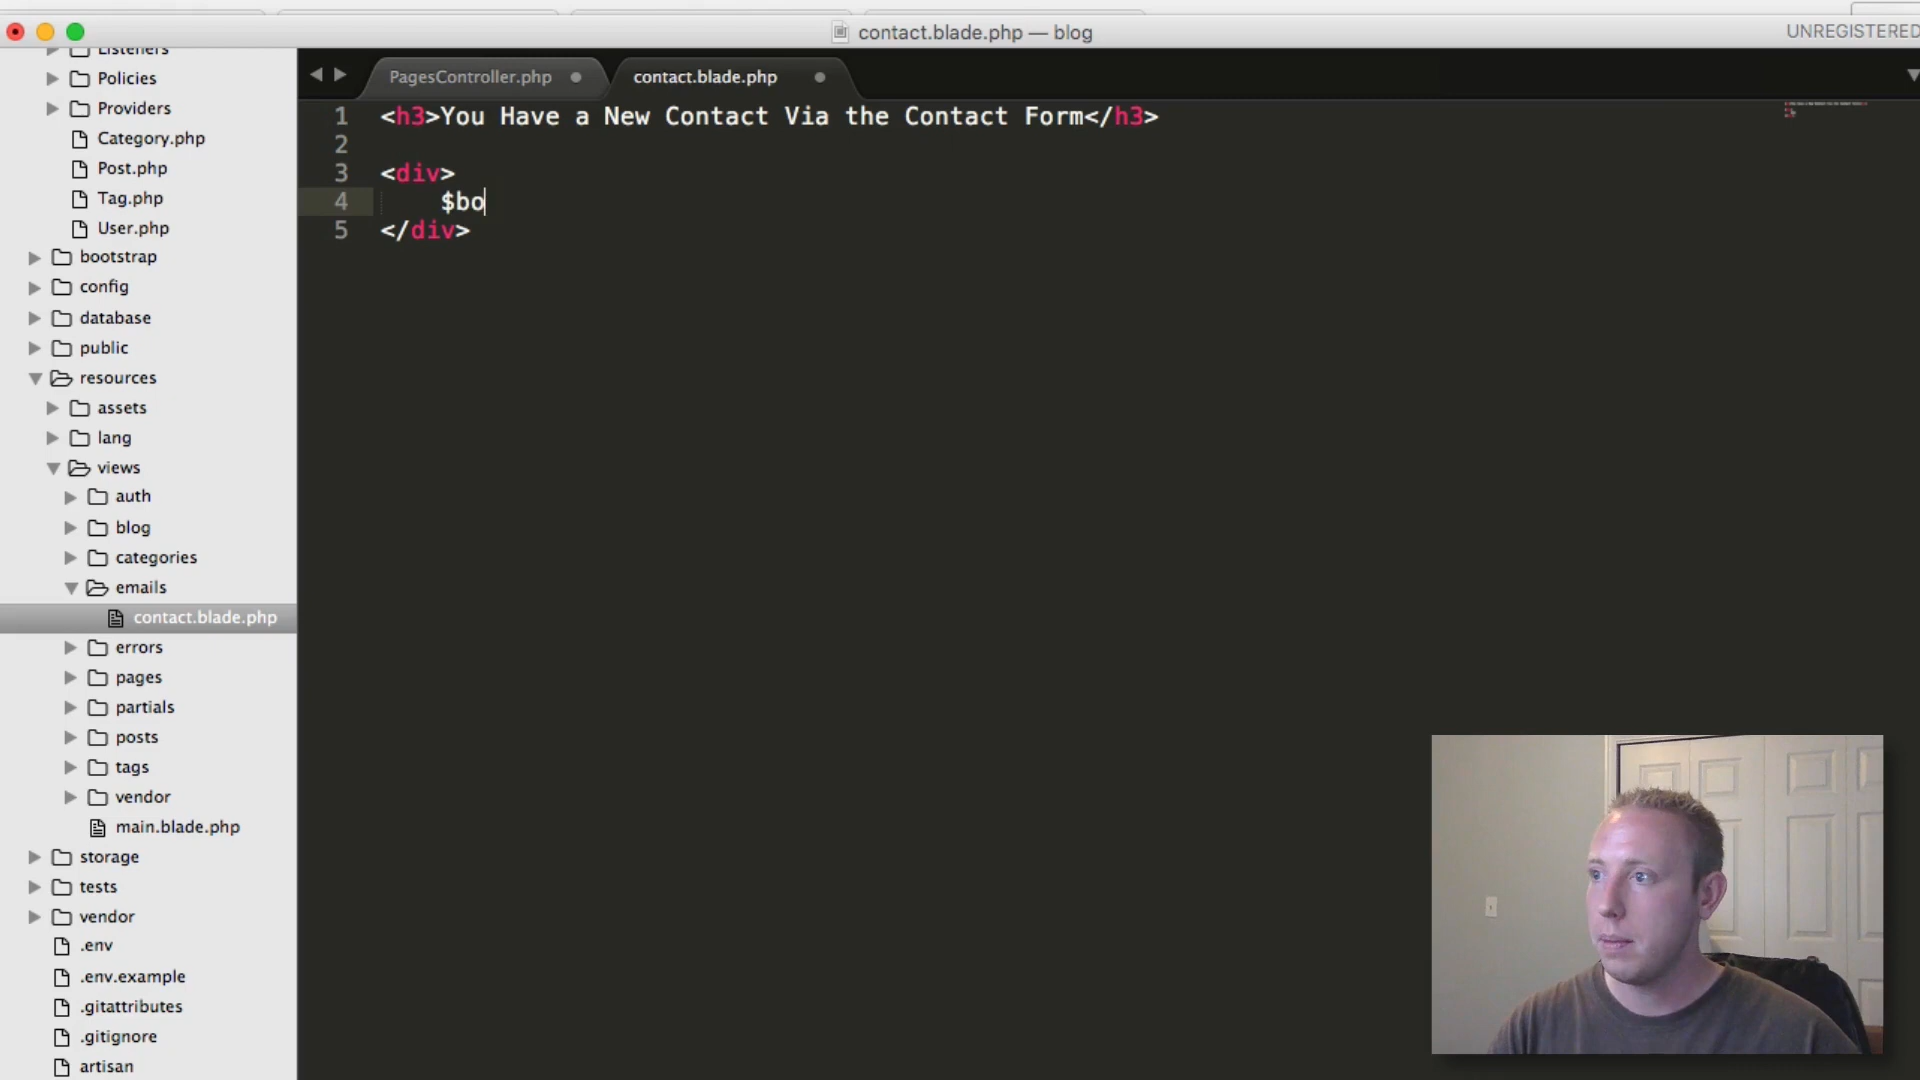 contact.blade.php — blog
UNREGISTERED
Listeners
Policies
Providers
Category.php
Post.php
Tag.php
User.php
bootstrap
config
database
public
resources
assets
lang
views
auth
blog
categories
emails
contact.blade.php
errors
pages
partials
posts
tags
vendor
main.blade.php
storage
tests
vendor
.env
.env.example
.gitattributes
.gitignore
artisan
PagesController.php
contact.blade.php
1 <h3>You Have a New Contact Via the Contact Form</h3>
2
3 <div>
4 $bo
5 </div>